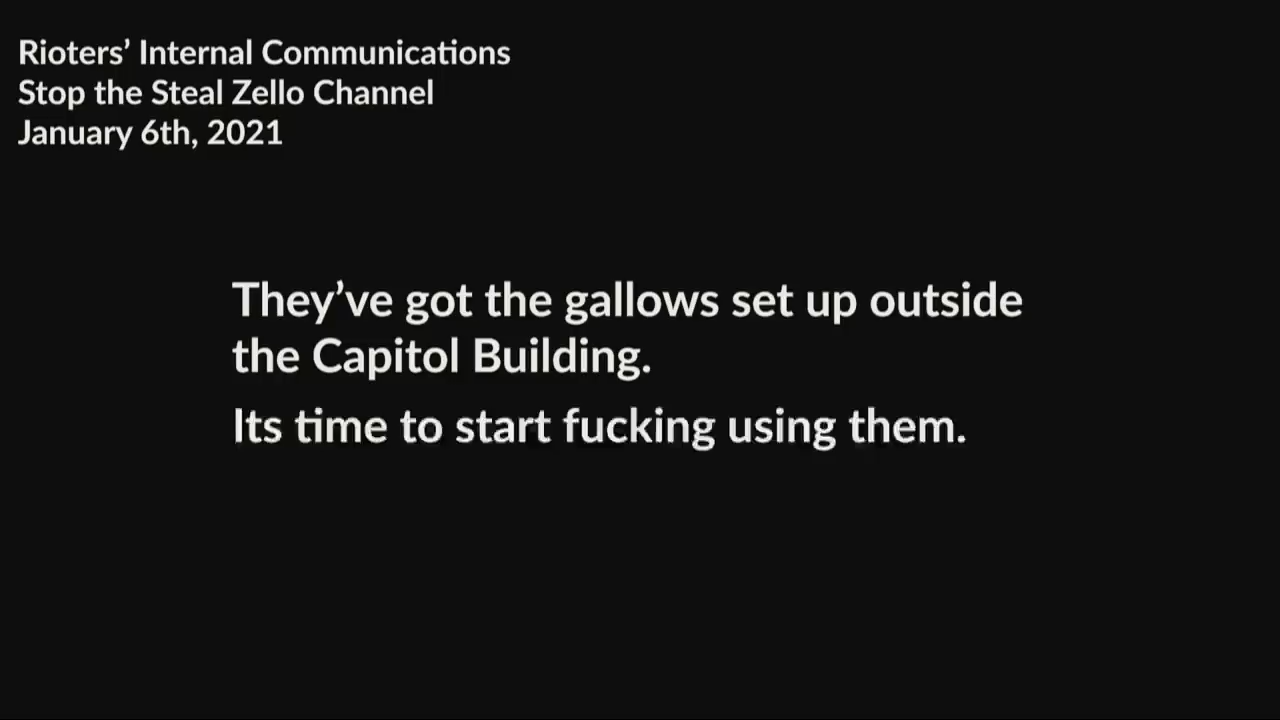 Rioters’ Internal Communications
Stop the Steal Zello Channel
January 6th, 2021
They’ve got the gallows set up outside
the Capitol Building.
Its time to start fucking using them.